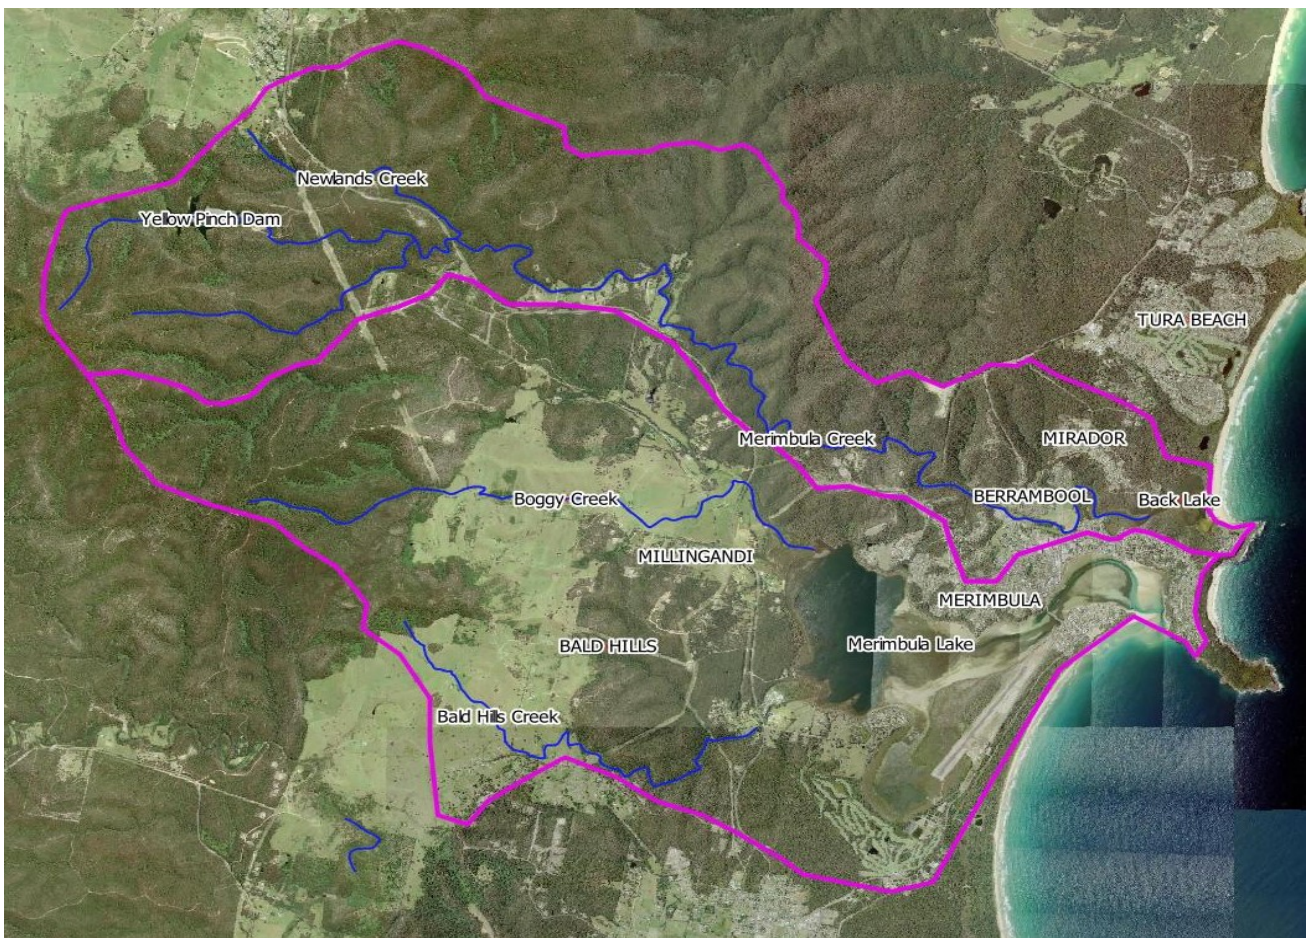 Newlands Creek
Yellow Pinch Dam
TURA BEACH
Merimbula Creek
MIRADOR
Boggy Creek
BERRAMBOOL
Back Lake
MILLINGANDI
MERIMBULA
BALD HILLS
Merimbula Lake
Bald Hills Creek